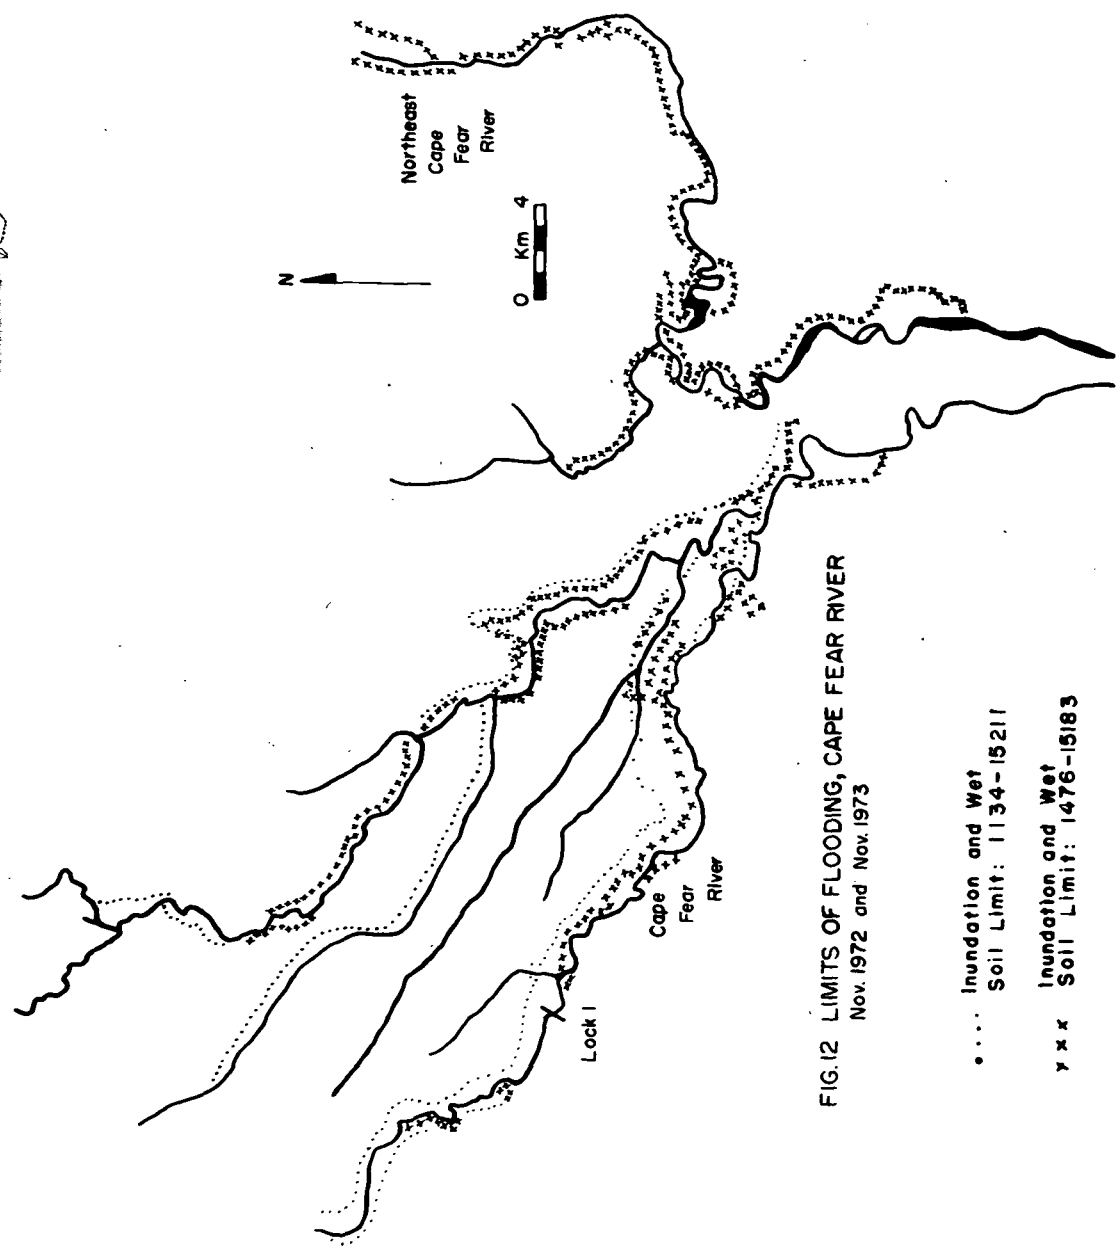 Northeast
Cape
Fear
River
N
0 Km 4
Cape
Fear
River
Lock 1
FIG.12 LIMITS OF FLOODING, CAPE FEAR RIVER
Nov. 1972 and Nov. 1973
.... Inundation and Wet
Soil Limit: 1134-15211
x x x Inundation and Wet
Soil Limit: 1476-15183